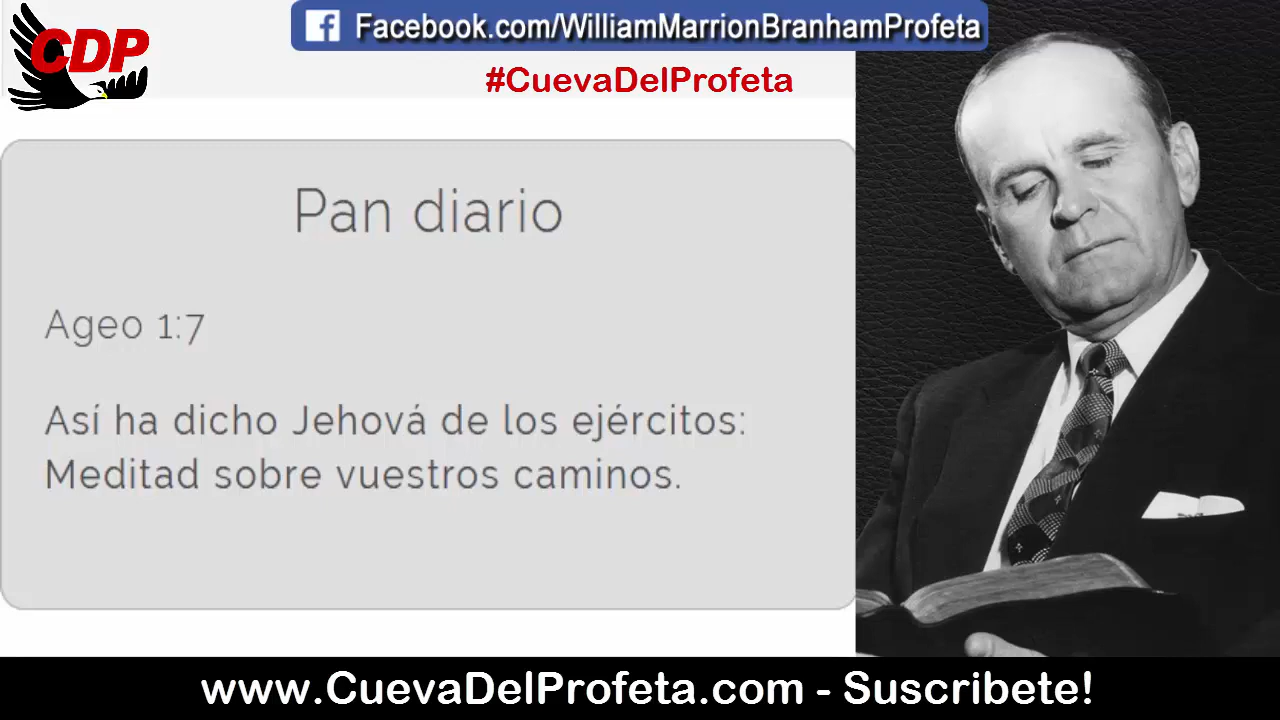 CDP
Facebook.com/WilliamMarrionBranhamProfeta
#CuevaDelProfeta
Pan diario
Ageo 1:7
Así ha dicho Jehová de los ejércitos:
Meditad sobre vuestros caminos.
www.CuevaDelProfeta.com - Suscribete!